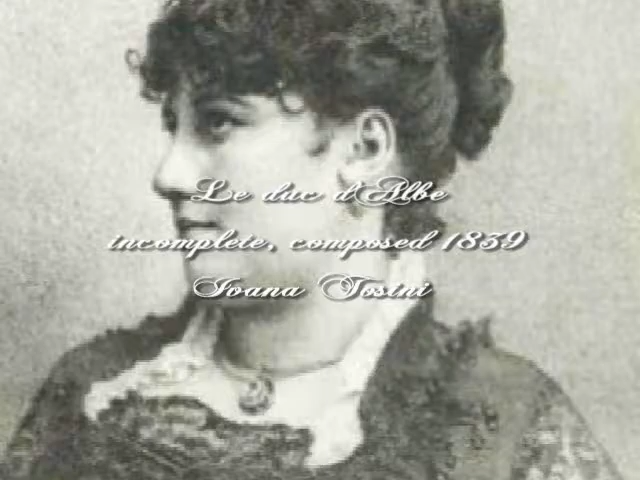 Le duc d'Albe
incomplete, composed 1839
Ioana Tosini